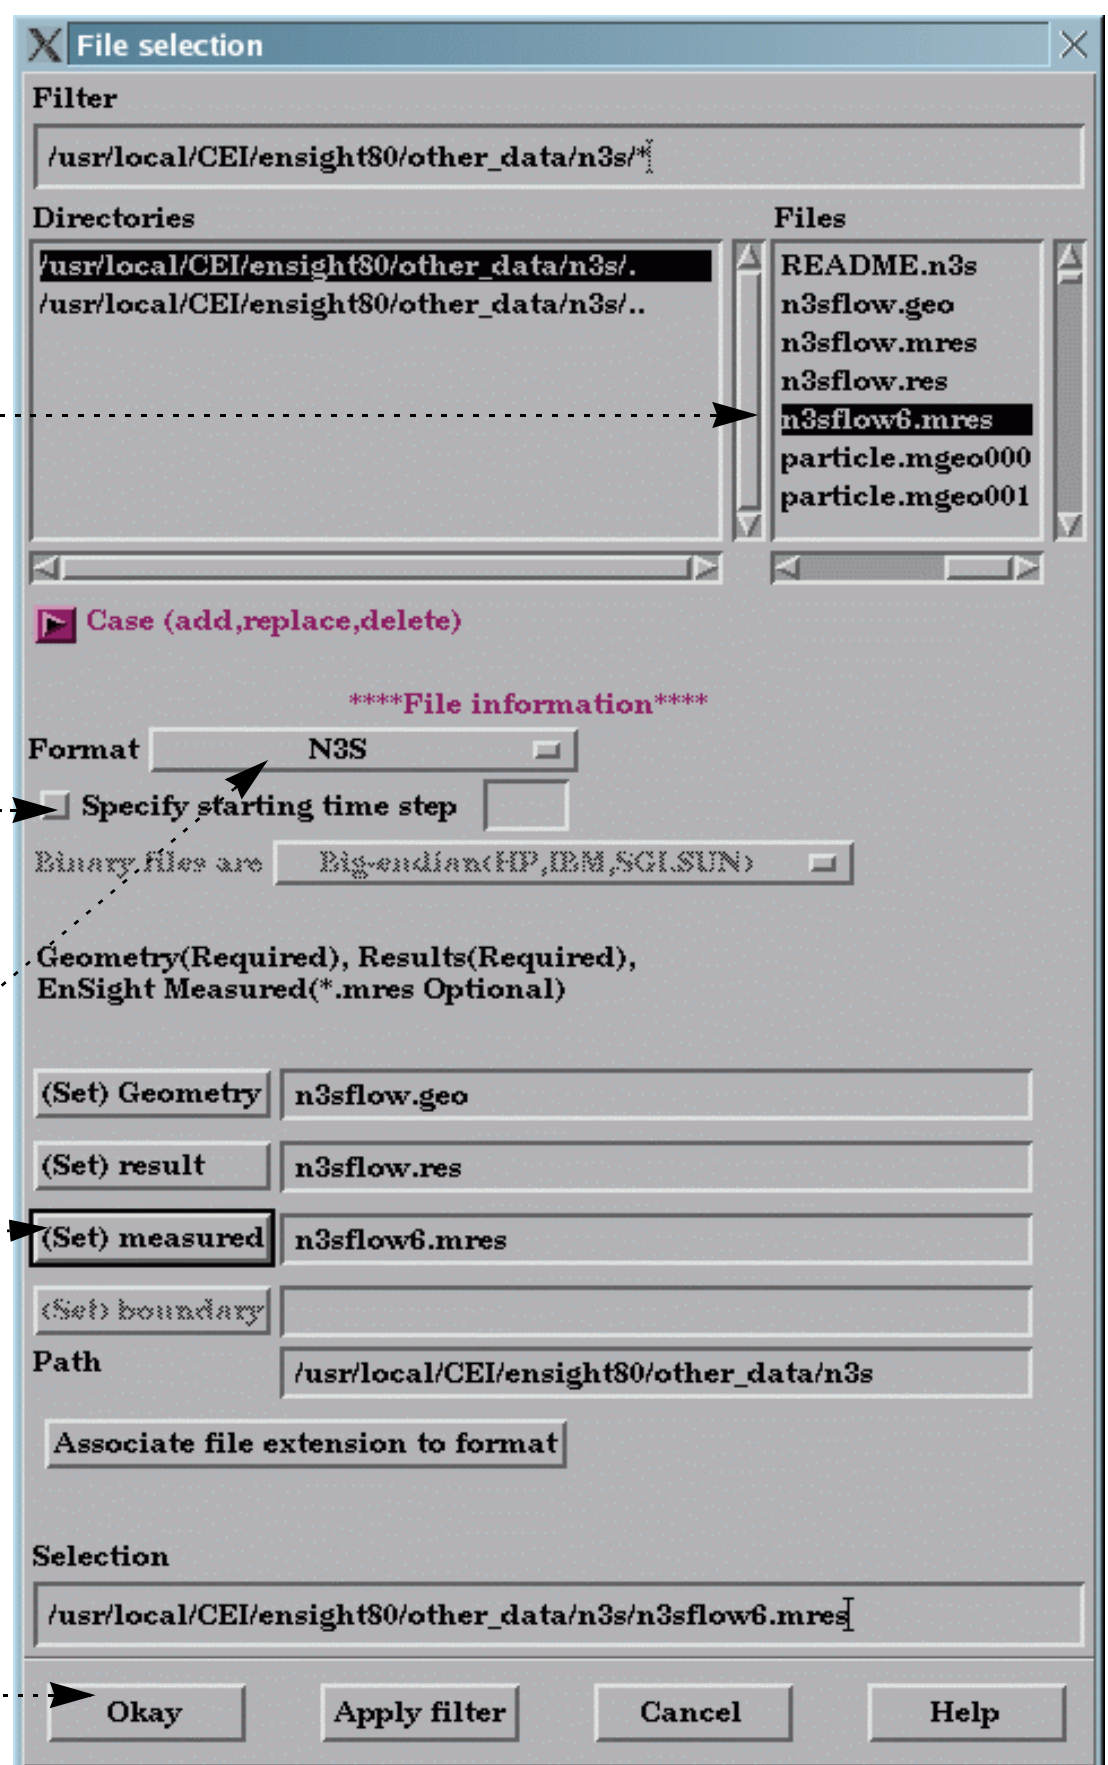 File selection
Filter
/usr/local/CEI/ensight80/other_data/n3s/*
Directories
/usr/local/CEI/ensight80/other_data/n3s/.
/usr/local/CEI/ensight80/other_data/n3s/..
Files
README.n3s
n3sflow.geo
n3sflow.mres
n3sflow.res
n3sflow6.mres
particle.mgeo000
particle.mgeo001
Case (add,replace,delete)
****File information****
Format N3S
Specify starting time step
Binary files are Big-endian(HP,IBM,SGI,SUN)
Geometry(Required), Results(Required),
EnSight Measured(*.mres Optional)
(Set) Geometry n3sflow.geo
(Set) result n3sflow.res
(Set) measured n3sflow6.mres
(Set) boundary
Path /usr/local/CEI/ensight80/other_data/n3s
Associate file extension to format
Selection
/usr/local/CEI/ensight80/other_data/n3s/n3sflow6.mres
Okay Apply filter Cancel Help